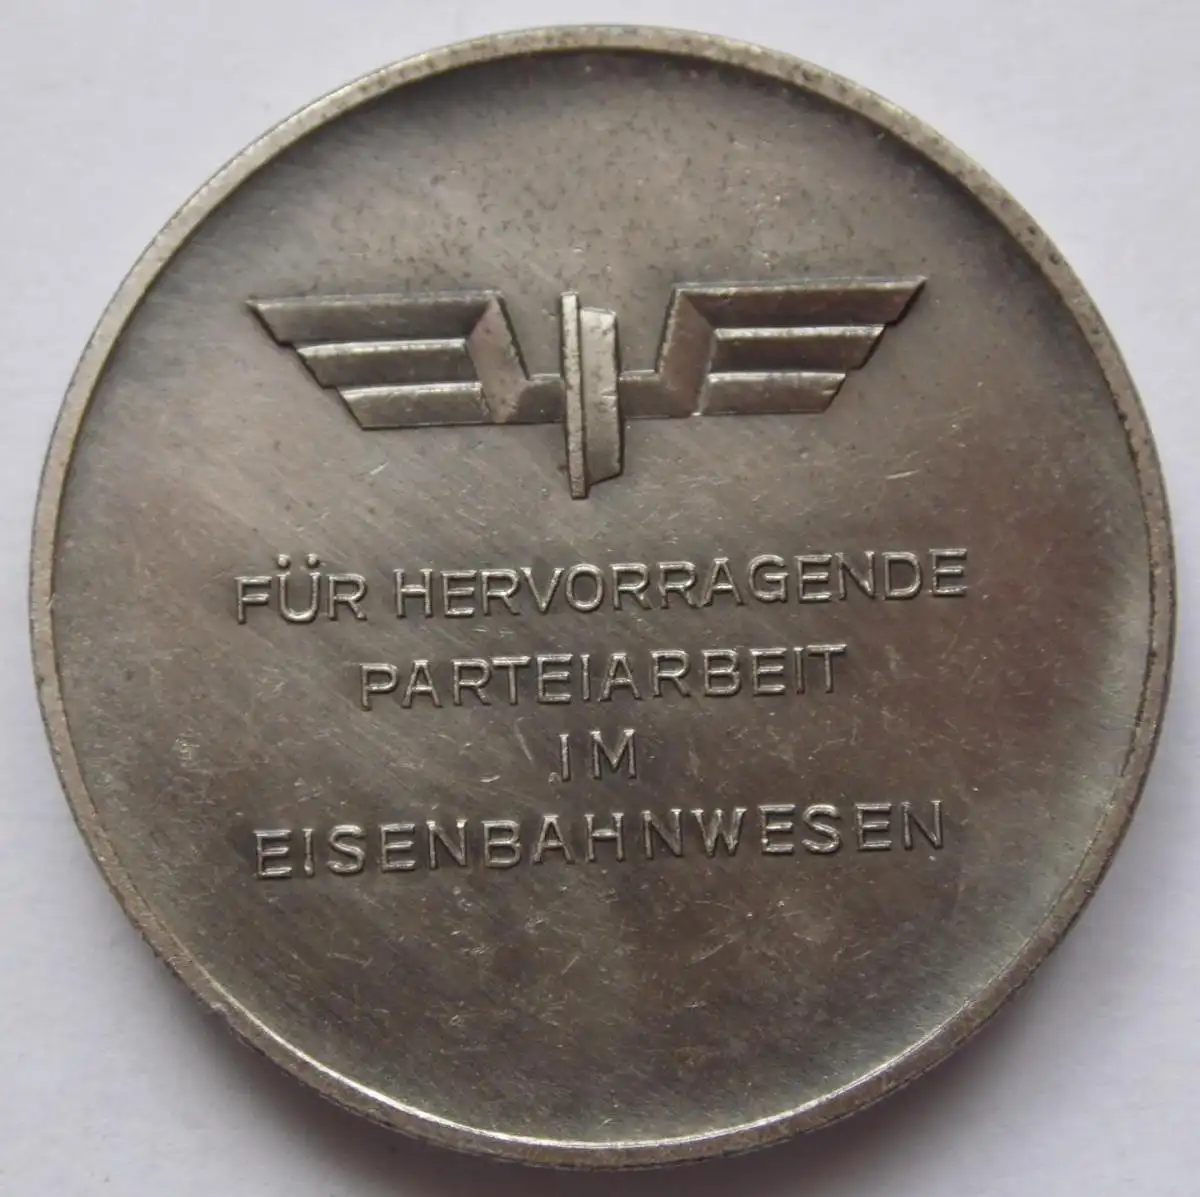 FÜR HERVORRAGENDE
PARTEIARBEIT
IM
EISENBAHNWESEN